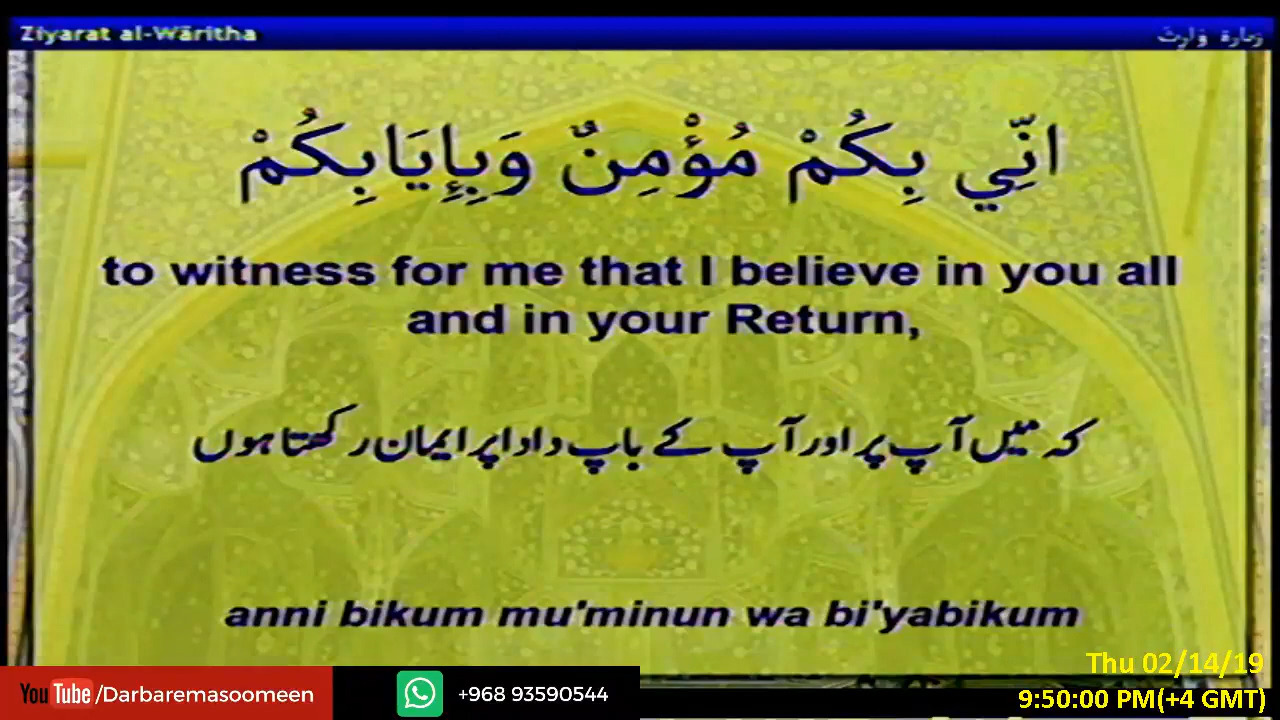 Ziyarat al-Wāritha
زيارة وارث
انِّي بِكُمْ مُؤْمِنٌ وَبِإِيَابِكُمْ
to witness for me that I believe in you all
and in your Return,
کہ میں آپ پر اور آپ کے باپ دادا پر ایمان رکھتا ہوں
anni bikum mu'minun wa bi'yabikum
YouTube/Darbaremasoomeen
+968 93590544
Thu 02/14/19
9:50:00 PM(+4 GMT)